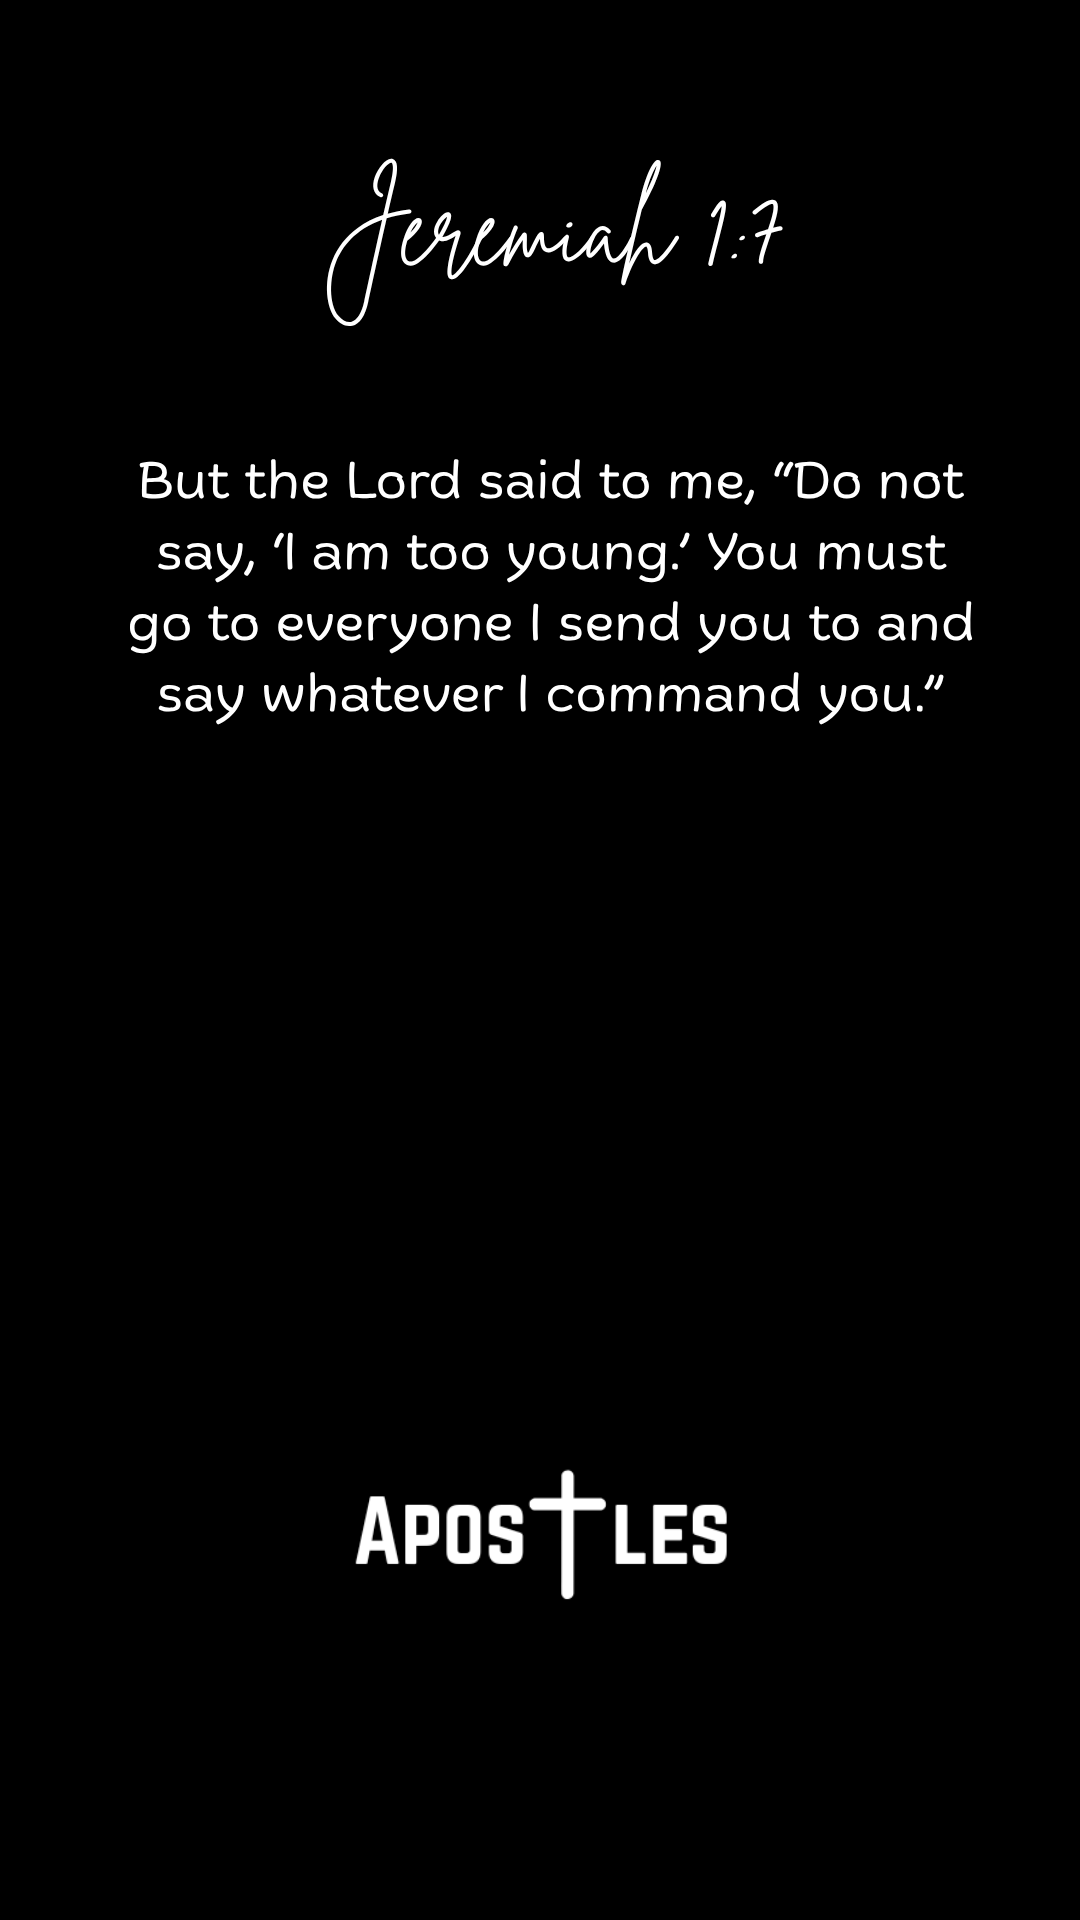 Jeremiah 1:7
But the Lord said to me, “Do not
say, ‘I am too young.’ You must
go to everyone I send you to and
say whatever I command you.”
APOSTLES